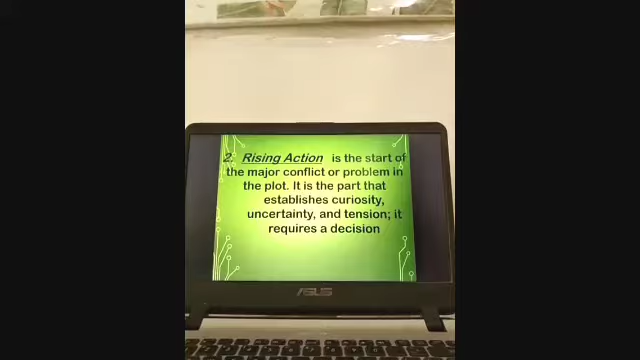 2. Rising Action is the start of
the major conflict or problem in
the plot. It is the part that
establishes curiosity,
uncertainty, and tension; it
requires a decision
ASUS